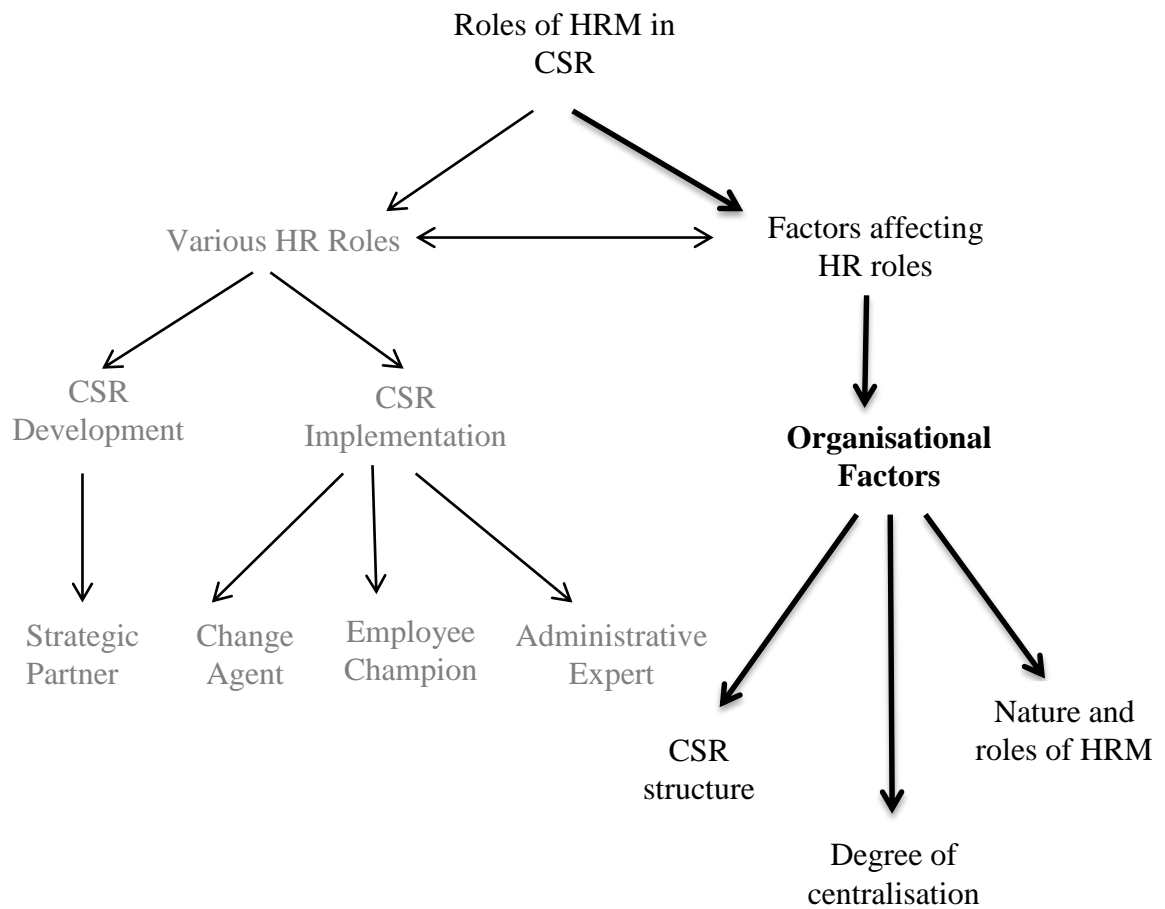 Roles of HRM in
CSR
Various HR Roles
Factors affecting
HR roles
CSR
Development
CSR
Implementation
Organisational
Factors
Strategic
Partner
Change
Agent
Employee
Champion
Administrative
Expert
CSR
structure
Nature and
roles of HRM
Degree of
centralisation